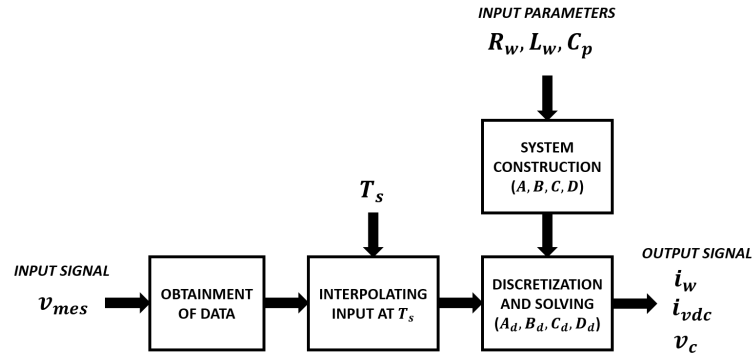 INPUT PARAMETERS
R_w, L_w, C_p
SYSTEM
CONSTRUCTION
(A, B, C, D)
T_s
INPUT SIGNAL
v_mes
OBTAINMENT
OF DATA
INTERPOLATING
INPUT AT T_s
DISCRETIZATION
AND SOLVING
(A_d, B_d, C_d, D_d)
OUTPUT SIGNAL
i_w
i_vdc
v_c